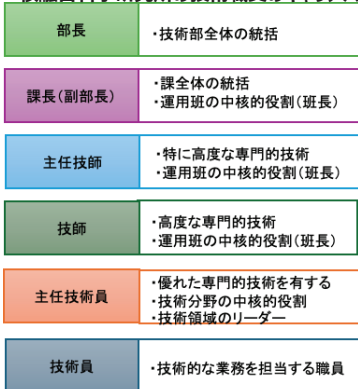 部長
・技術部全体の統括
課長(副部長)
・課全体の統括
・運用班の中核的役割(班長)
主任技師
・特に高度な専門的技術
・運用班の中核的役割(班長)
技師
・高度な専門的技術
・運用班の中核的役割(班長)
主任技術員
・優れた専門的技術を有する
・技術分野の中核的役割
・技術領域のリーダー
技術員
・技術的な業務を担当する職員